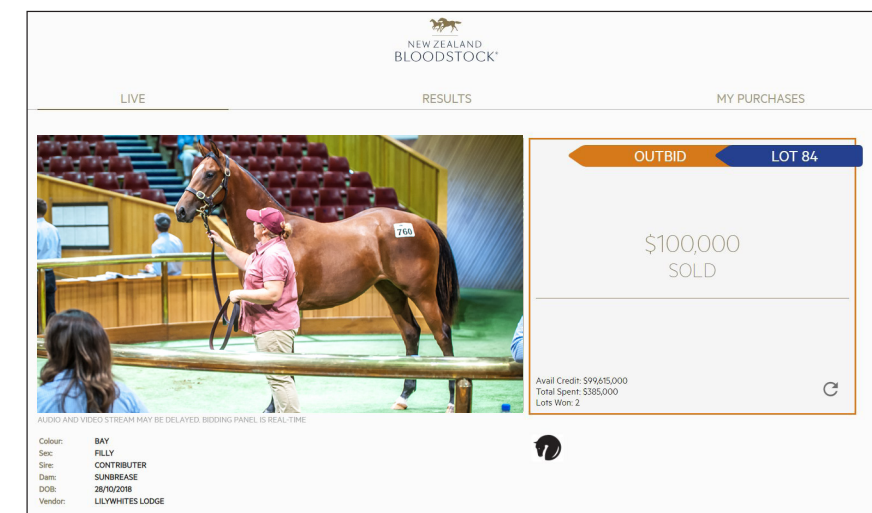 NEW ZEALAND
BLOODSTOCK®
LIVE RESULTS MY PURCHASES
OUTBID LOT 84
760
$100,000
SOLD
Avail Credit: $99,615,000
Total Spent: $385,000
Lots Won: 2
AUDIO AND VIDEO STREAM MAY BE DELAYED. BIDDING PANEL IS REAL-TIME
Colour: BAY
Sex: FILLY
Sire: CONTRIBUTER
Dam: SUNBREASE
DOB: 28/10/2018
Vendor: LILYWHITES LODGE